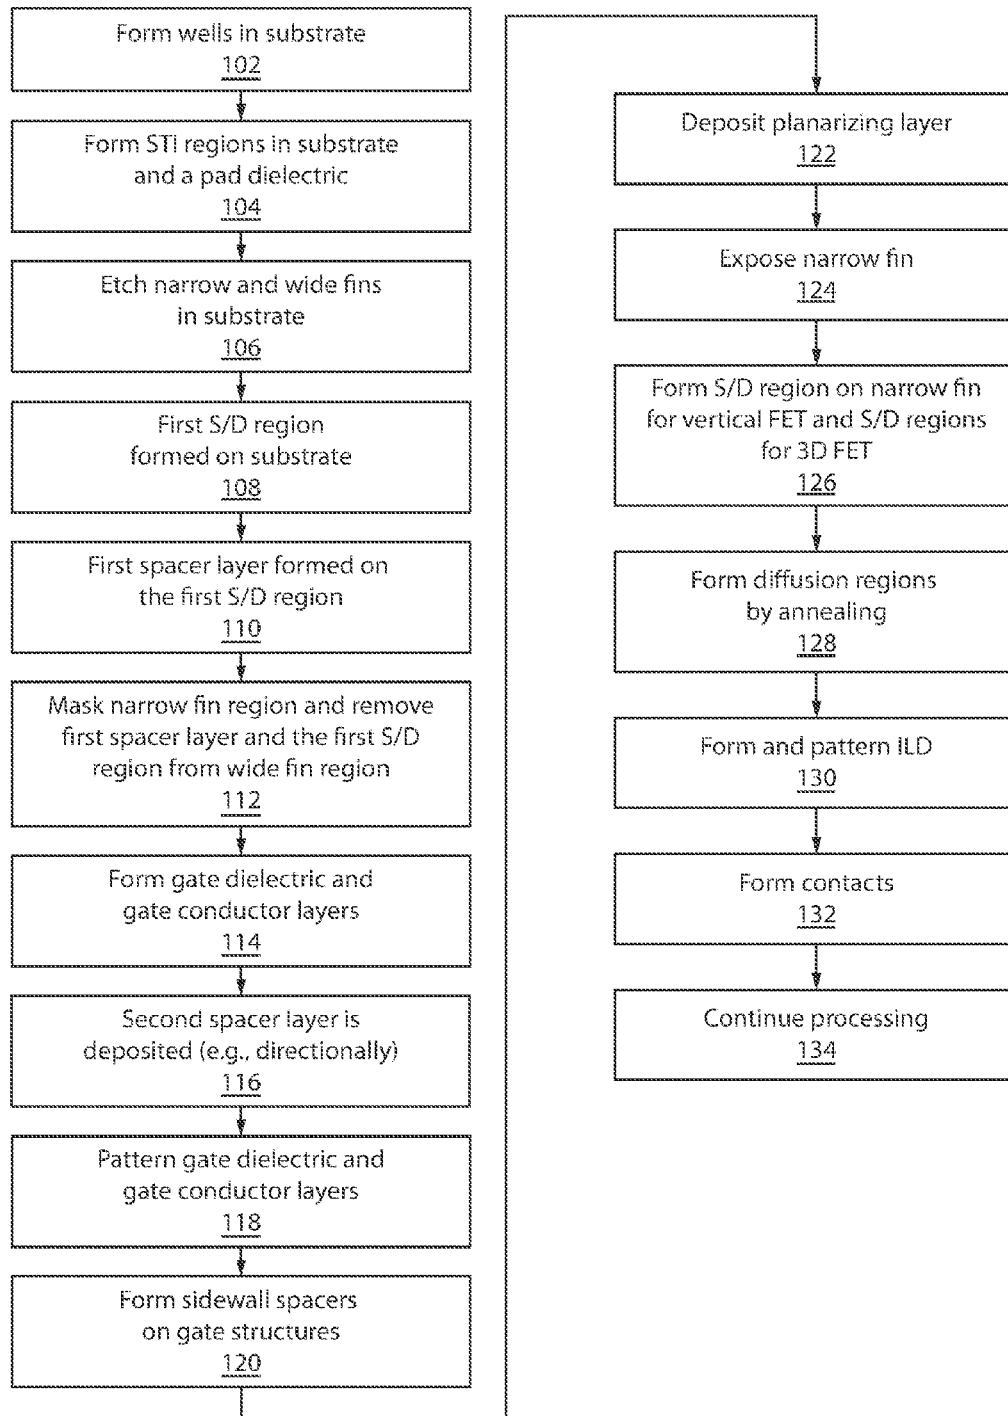 Form wells in substrate
102
Form STI regions in substrate
and a pad dielectric
104
Etch narrow and wide fins
in substrate
106
First S/D region
formed on substrate
108
First spacer layer formed on
the first S/D region
110
Mask narrow fin region and remove
first spacer layer and the first S/D
region from wide fin region
112
Form gate dielectric and
gate conductor layers
114
Second spacer layer is
deposited (e.g., directionally)
116
Pattern gate dielectric and
gate conductor layers
118
Form sidewall spacers
on gate structures
120
Deposit planarizing layer
122
Expose narrow fin
124
Form S/D region on narrow fin
for vertical FET and S/D regions
for 3D FET
126
Form diffusion regions
by annealing
128
Form and pattern ILD
130
Form contacts
132
Continue processing
134